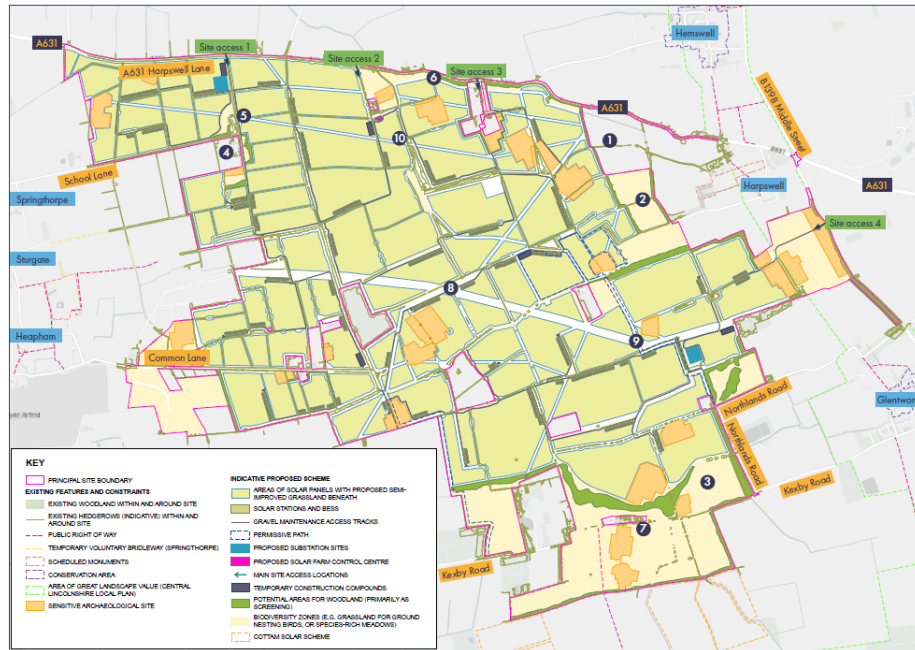 Hemswell
A631
Site access 1
Site access 2
A631 Harpswell Lane
6
Site access 3
B1398 Middle Street
A631
5
10
1
4
School Lane
A631
Harpswell
A631
Springthorpe
2
Site access 4
Sturgate
8
Heapham
9
Common Lane
Northlands Road
Glentwor
Northlands Road
3
Kexby Road
7
Kexby Road
KEY
PRINCIPAL SITE BOUNDARY
EXISTING FEATURES AND CONSTRAINTS
EXISTING WOODLAND WITHIN AND AROUND SITE
EXISTING HEDGEROWS (INDICATIVE) WITHIN AND
AROUND SITE
PUBLIC RIGHT OF WAY
TEMPORARY VOLUNTARY BRIDLEWAY (SPRINGTHORPE)
SCHEDULED MONUMENTS
CONSERVATION AREA
AREA OF GREAT LANDSCAPE VALUE (CENTRAL
LINCOLNSHIRE LOCAL PLAN)
SENSITIVE ARCHAEOLOGICAL SITE
INDICATIVE PROPOSED SCHEME
AREAS OF SOLAR PANELS WITH PROPOSED SEMI-
IMPROVED GRASSLAND BENEATH
SOLAR STATIONS AND BESS
GRAVEL MAINTENANCE ACCESS TRACKS
PERMISSIVE PATH
PROPOSED SUBSTATION SITES
PROPOSED SOLAR FARM CONTROL CENTRE
MAIN SITE ACCESS LOCATIONS
TEMPORARY CONSTRUCTION COMPOUNDS
POTENTIAL AREAS FOR WOODLAND (PRIMARILY AS
SCREENING)
BIODIVERSITY ZONES (E.G. GRASSLAND FOR GROUND
NESTING BIRDS, OR SPECIES-RICH MEADOWS)
COTTAM SOLAR SCHEME